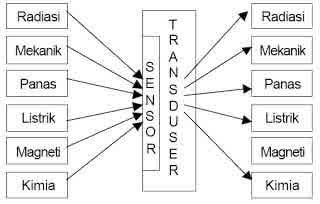 Radiasi
Mekanik
Panas
Listrik
Magneti
Kimia
SENSOR
TRANSDUSER
Radiasi
Mekanik
Panas
Listrik
Magneti
Kimia